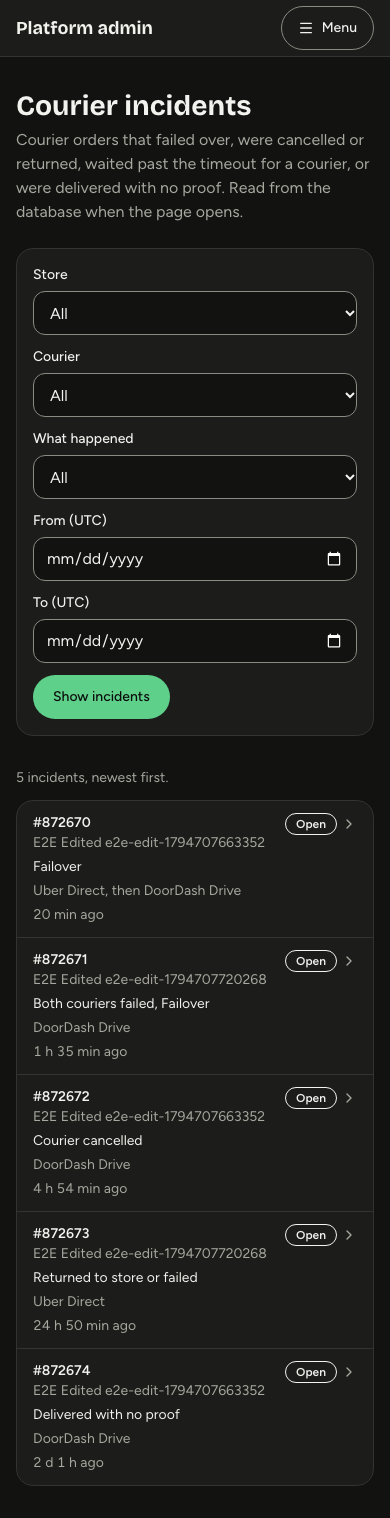 Platform admin
Menu
Courier incidents
Courier orders that failed over, were cancelled or
returned, waited past the timeout for a courier, or
were delivered with no proof. Read from the
database when the page opens.
Store
All
Courier
All
What happened
All
From (UTC)
mm/dd/yyyy
To (UTC)
mm/dd/yyyy
Show incidents
5 incidents, newest first.
#872670
Open
E2E Edited e2e-edit-1794707663352
Failover
Uber Direct, then DoorDash Drive
20 min ago
#872671
Open
E2E Edited e2e-edit-1794707720268
Both couriers failed, Failover
DoorDash Drive
1 h 35 min ago
#872672
Open
E2E Edited e2e-edit-1794707663352
Courier cancelled
DoorDash Drive
4 h 54 min ago
#872673
Open
E2E Edited e2e-edit-1794707720268
Returned to store or failed
Uber Direct
24 h 50 min ago
#872674
Open
E2E Edited e2e-edit-1794707663352
Delivered with no proof
DoorDash Drive
2 d 1 h ago